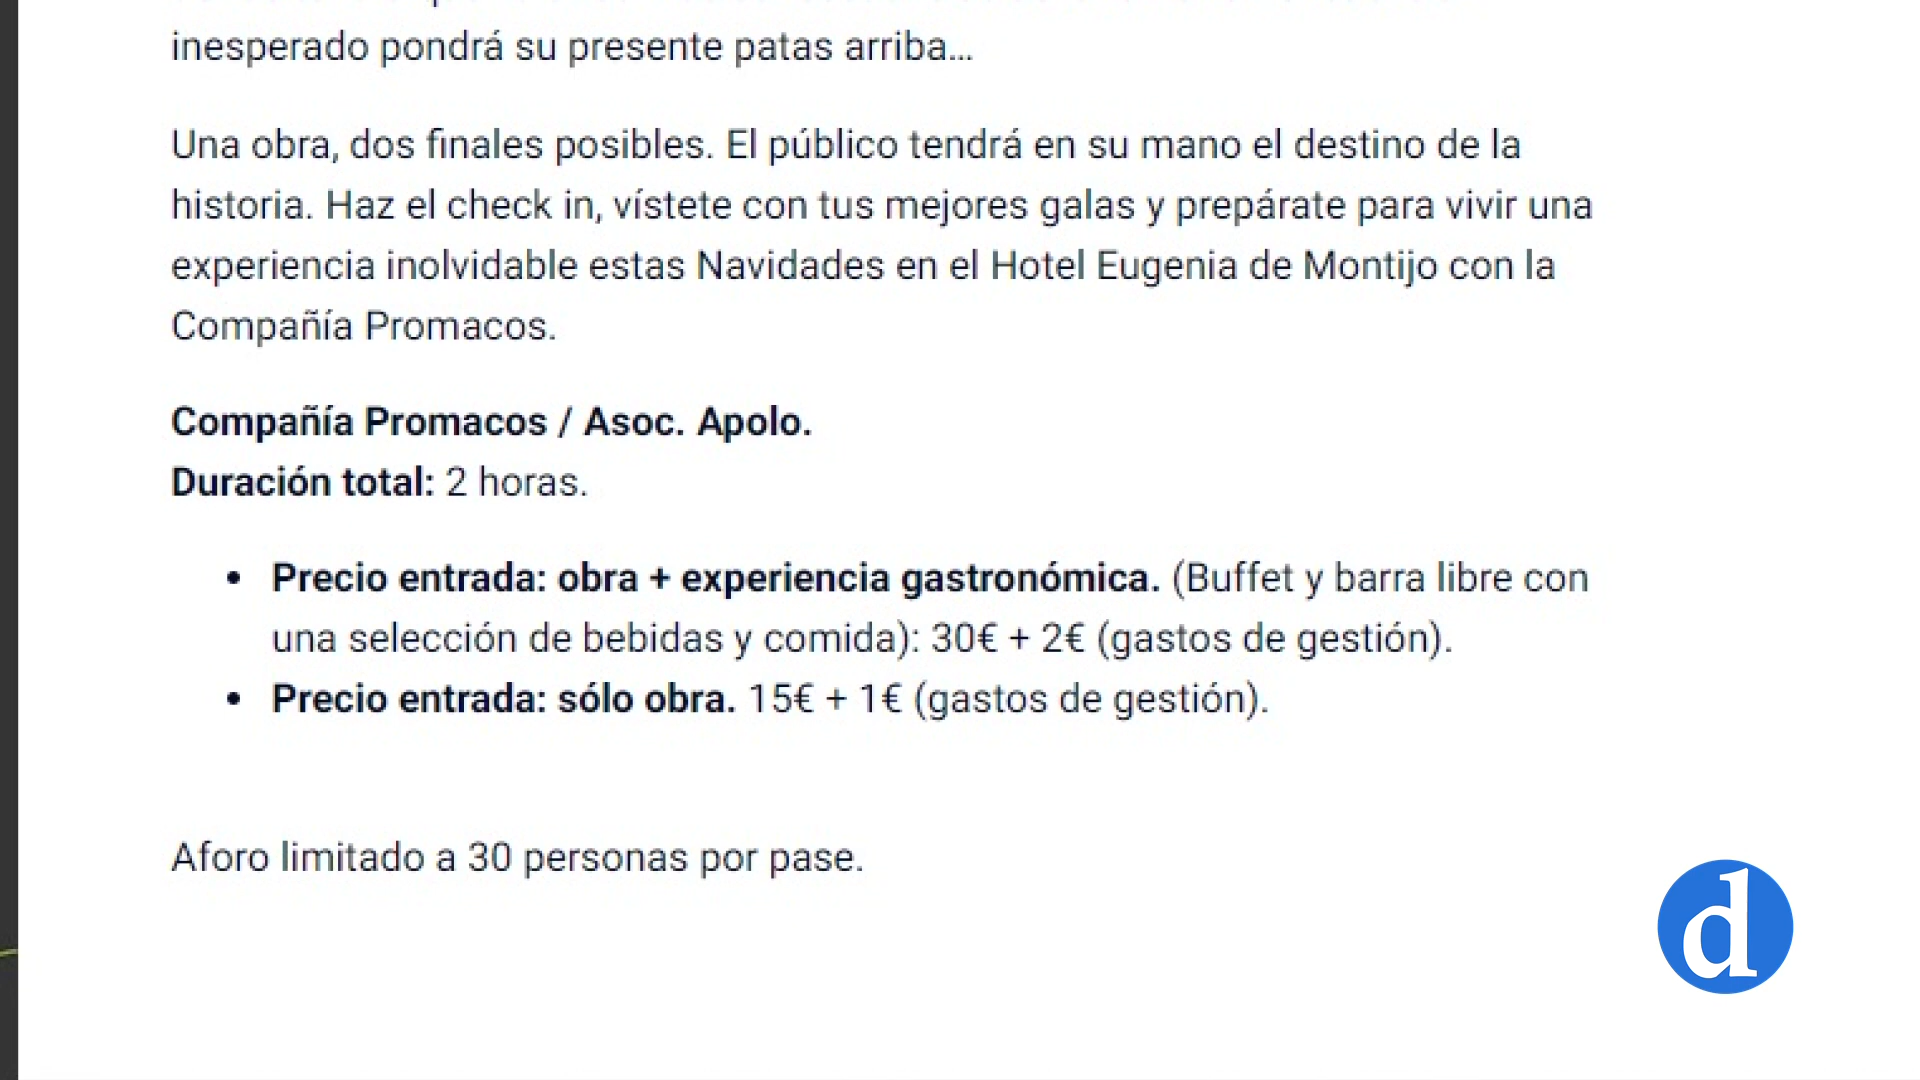 inesperado pondrá su presente patas arriba...
Una obra, dos finales posibles. El público tendrá en su mano el destino de la
historia. Haz el check in, vístete con tus mejores galas y prepárate para vivir una
experiencia inolvidable estas Navidades en el Hotel Eugenia de Montijo con la
Compañía Promacos.
Compañía Promacos / Asoc. Apolo.
Duración total: 2 horas.
• Precio entrada: obra + experiencia gastronómica. (Buffet y barra libre con
una selección de bebidas y comida): 30€ + 2€ (gastos de gestión).
• Precio entrada: sólo obra. 15€ + 1€ (gastos de gestión).
Aforo limitado a 30 personas por pase.
d